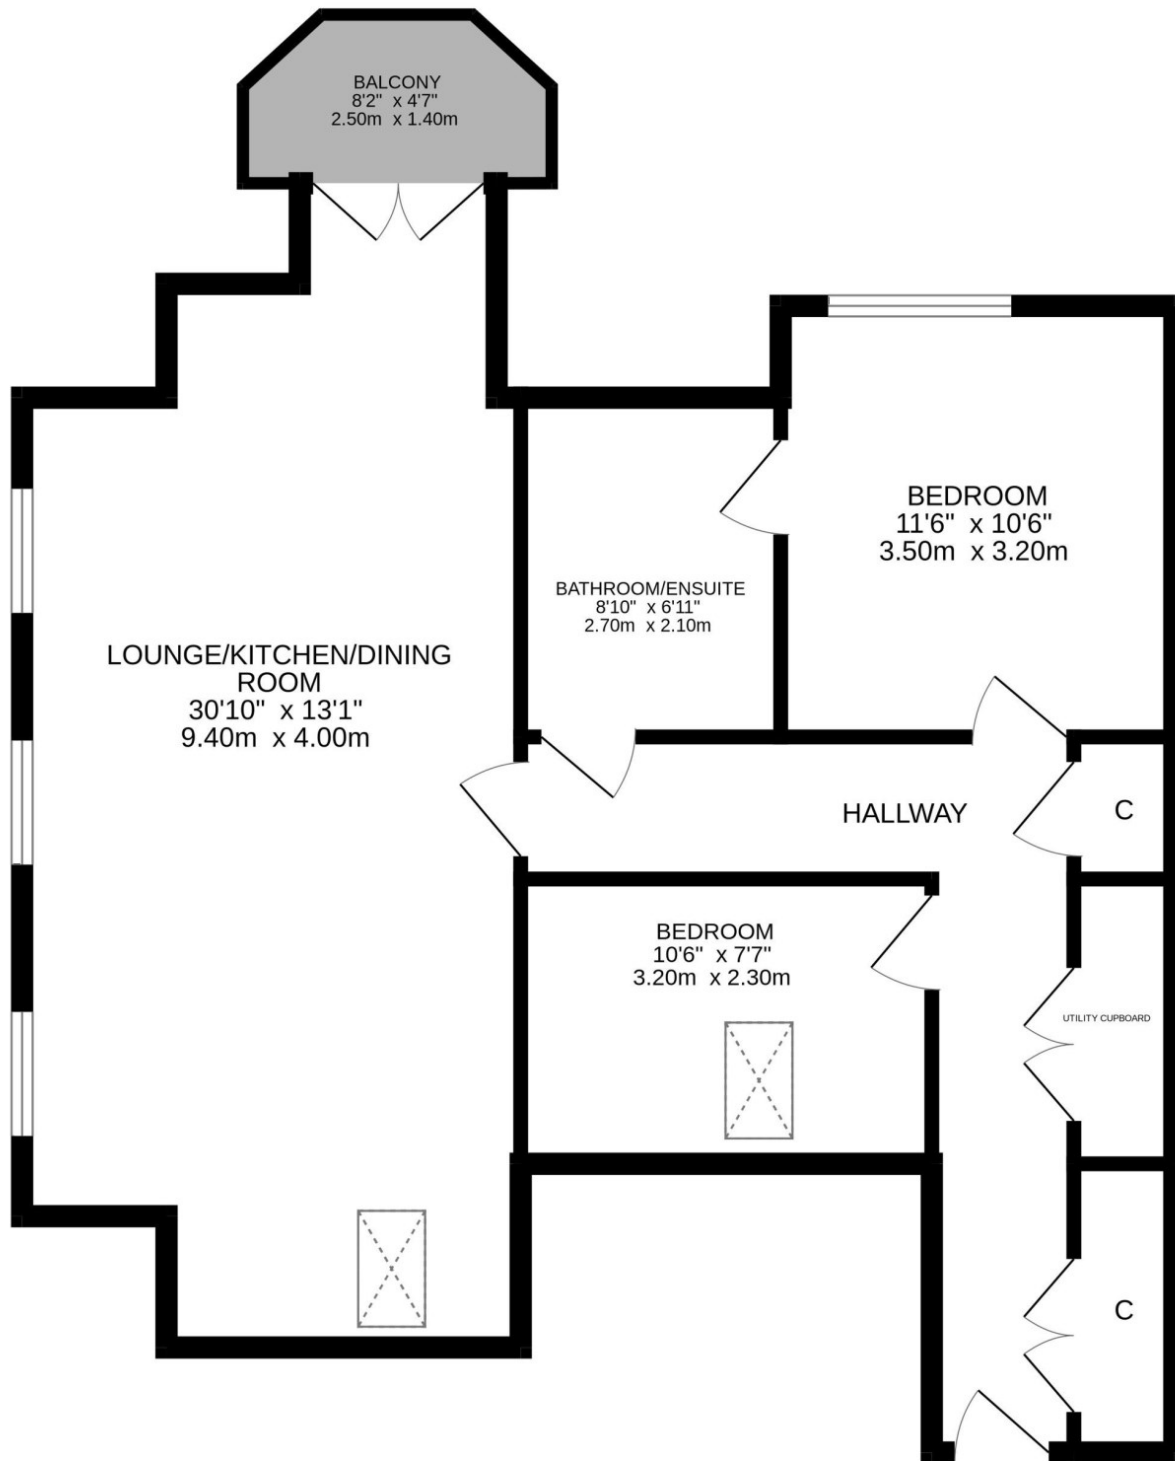 BALCONY
8'2" x 4'7"
2.50m x 1.40m
BEDROOM
11'6" x 10'6"
3.50m x 3.20m
BATHROOM/ENSUITE
8'10" x 6'11"
2.70m x 2.10m
LOUNGE/KITCHEN/DINING
ROOM
30'10" x 13'1"
9.40m x 4.00m
HALLWAY
C
BEDROOM
10'6" x 7'7"
3.20m x 2.30m
UTILITY CUPBOARD
C